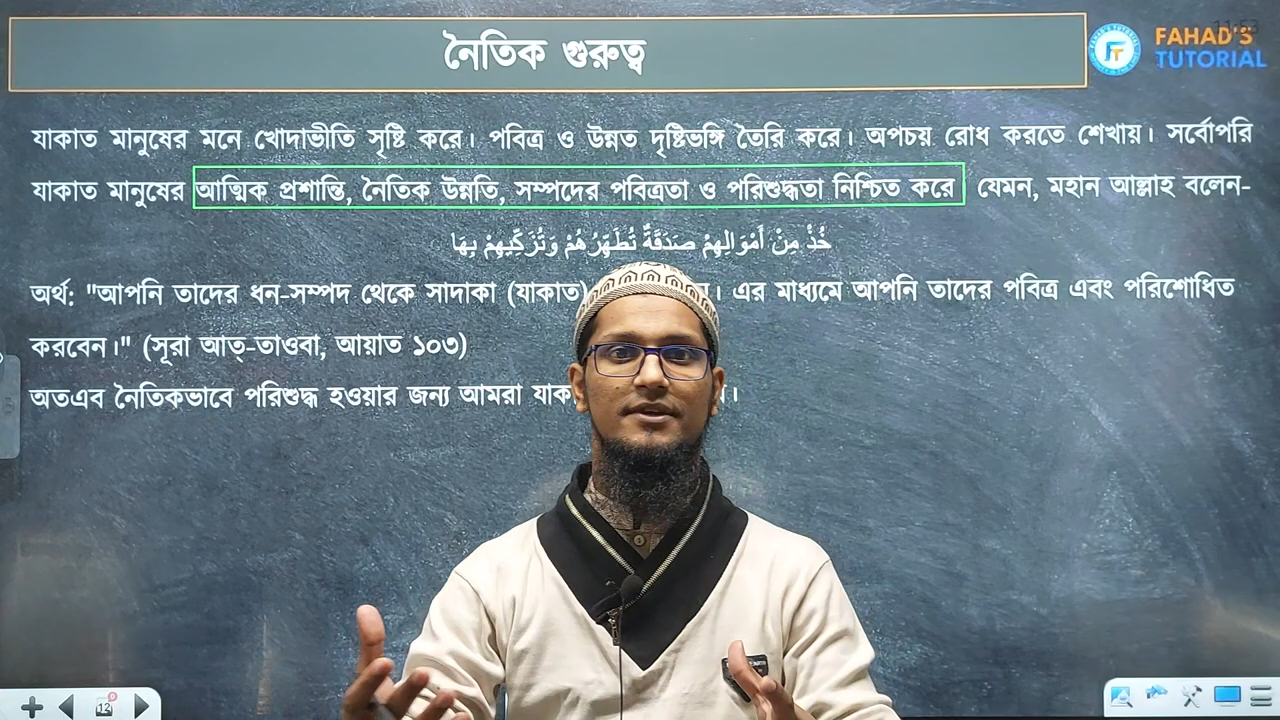 নৈতিক গুরুত্ব
FAHAD'S
TUTORIAL
যাকাত মানুষের মনে খোদাভীতি সৃষ্টি করে। পবিত্র ও উন্নত দৃষ্টিভঙ্গি তৈরি করে। অপচয় রোধ করতে শেখায়। সর্বোপরি
যাকাত মানুষের আত্মিক প্রশান্তি, নৈতিক উন্নতি, সম্পদের পবিত্রতা ও পরিশুদ্ধতা নিশ্চিত করে যেমন, মহান আল্লাহ বলেন-
خُذْ مِنْ أَمْوَالِهِمْ صَدَقَةً تُطَهِّرُهُمْ وَتُزَكِّيهِمْ بِهَا
অর্থ: "আপনি তাদের ধন-সম্পদ থেকে সাদাকা (যাকাত) এর মাধ্যমে আপনি তাদের পবিত্র এবং পরিশোধিত
করবেন।" (সূরা আত্-তাওবা, আয়াত ১০৩)
অতএব নৈতিকভাবে পরিশুদ্ধ হওয়ার জন্য আমরা
12